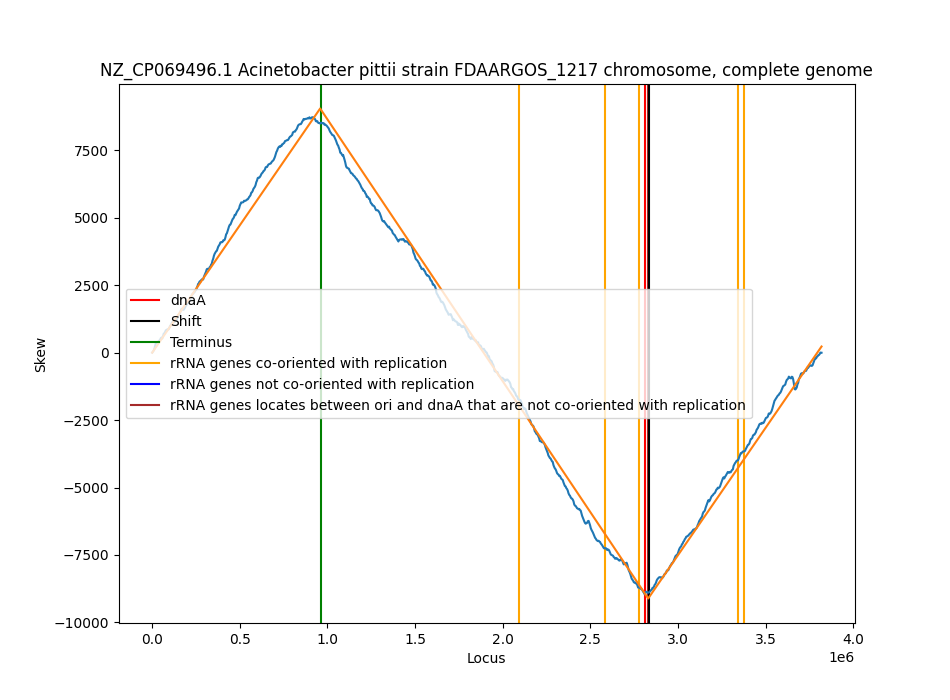 NZ_CP069496.1 Acinetobacter pittii strain FDAARGOS_1217 chromosome, complete genome
7500
5000
2500
0
−2500
−5000
−7500
−10000
Skew
dnaA
Shift
Terminus
rRNA genes co-oriented with replication
rRNA genes not co-oriented with replication
rRNA genes locates between ori and dnaA that are not co-oriented with replication
0.0 0.5 1.0 1.5 2.0 2.5 3.0 3.5 4.0
1e6
Locus